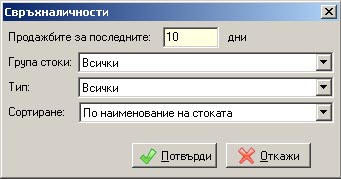 Свръхналичности
Продажбите за последните: 10 дни
Група стоки: Всички
Тип: Всички
Сортиране: По наименование на стоката
Потвърди Откажи